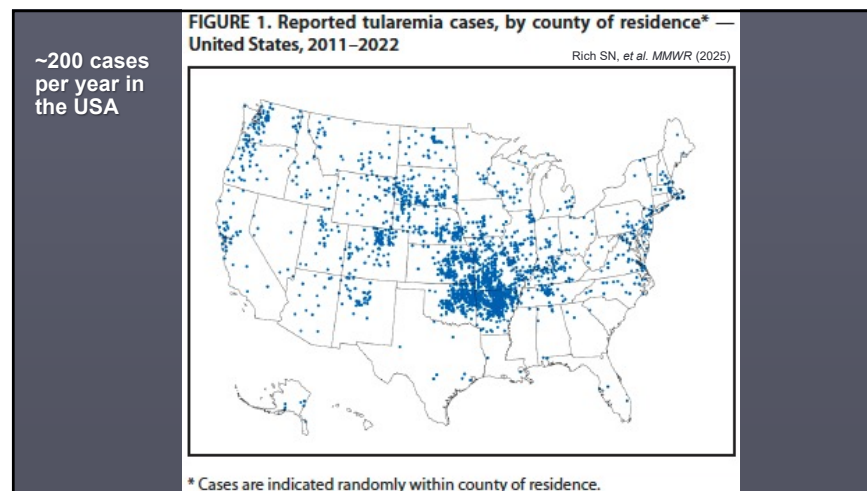 FIGURE 1. Reported tularemia cases, by county of residence* —
United States, 2011–2022
Rich SN, et al. MMWR (2025)
~200 cases
per year in
the USA
* Cases are indicated randomly within county of residence.